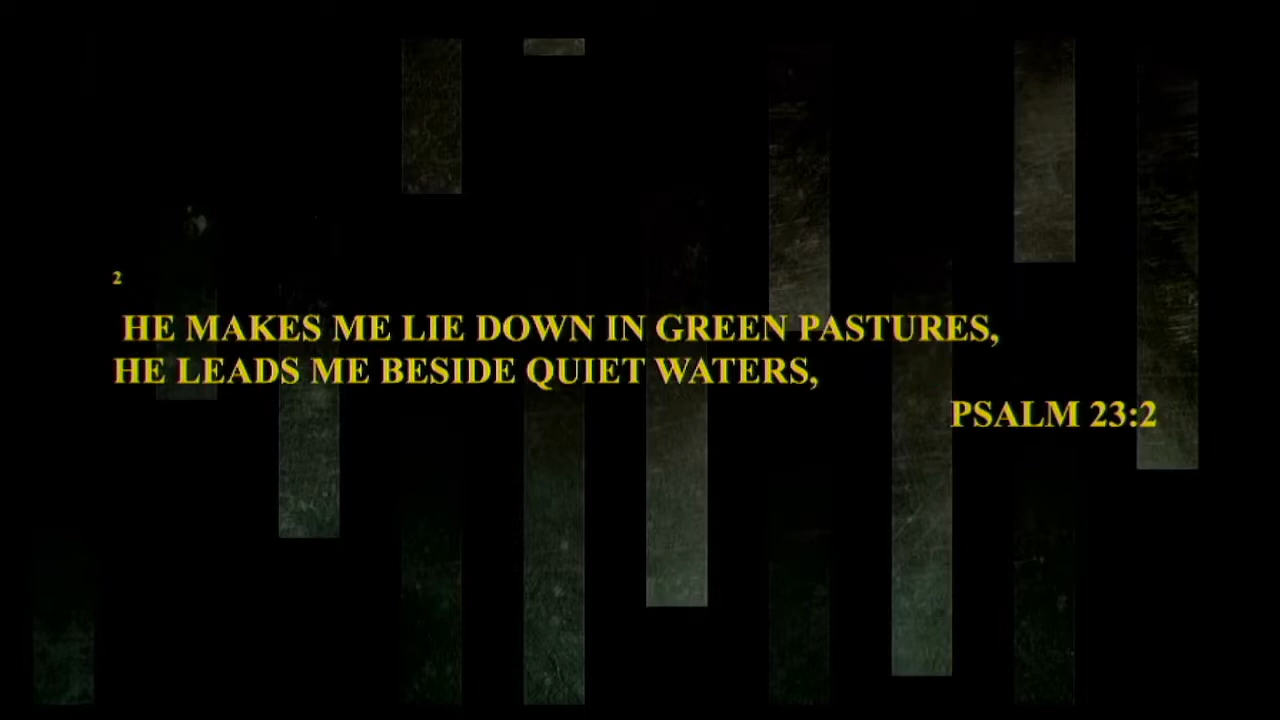 2
HE MAKES ME LIE DOWN IN GREEN PASTURES,
HE LEADS ME BESIDE QUIET WATERS,
PSALM 23:2